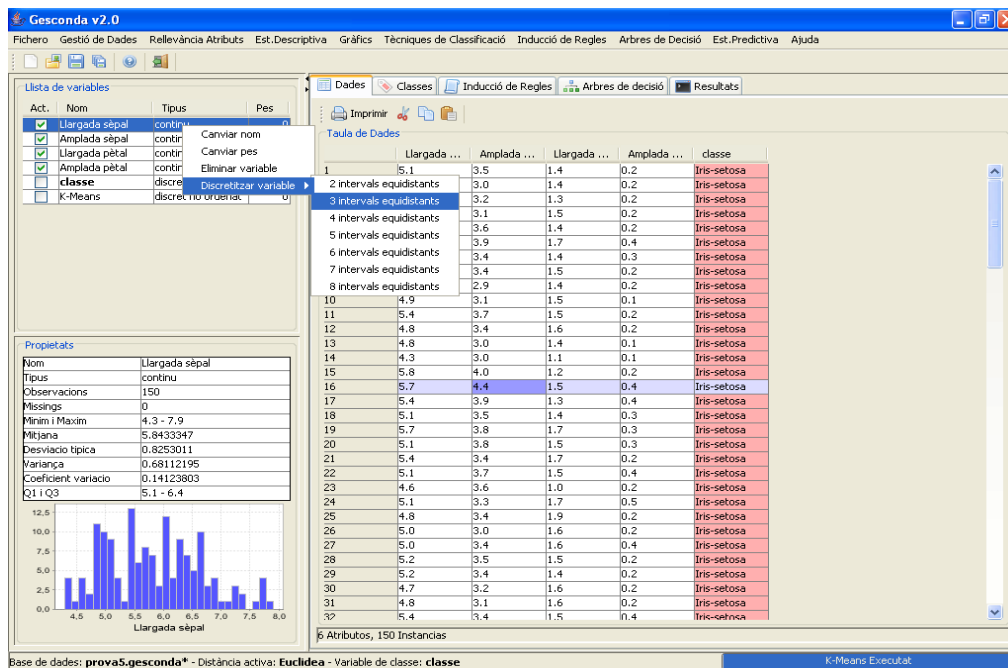 Gesconda v2.0
Fichero Gestió de Dades Rellevància Atributs Est.Descriptiva Gràfics Tècniques de Classificació Inducció de Regles Arbres de Decisió Est.Predictiva Ajuda
Llista de variables
Act. Nom Tipus Pes
Llargada sèpal continu 0
Amplada sèpal contin
Llargada pètal contin
Amplada pètal contin
classe discre
K-Means discret no ordenat 0
Canviar nom
Canviar pes
Eliminar variable
Discretitzar variable
2 intervals equidistants
3 intervals equidistants
4 intervals equidistants
5 intervals equidistants
6 intervals equidistants
7 intervals equidistants
8 intervals equidistants
Propietats
Nom Llargada sèpal
Tipus continu
Observacions 150
Missings 0
Minim i Maxim 4.3 - 7.9
Mitjana 5.8433347
Desviacio tipica 0.8253011
Variança 0.68112195
Coeficient variacio 0.14123803
Q1 i Q3 5.1 - 6.4
12,5
10,0
7,5
5,0
2,5
0,0
4,5 5,0 5,5 6,0 6,5 7,0 7,5 8,0
Llargada sèpal
Dades Classes Inducció de Regles Arbres de decisió Resultats
Imprimir
Taula de Dades
Llargada ... Amplada ... Llargada ... Amplada ... classe
1 5.1 3.5 1.4 0.2 Iris-setosa
3.0 1.4 0.2 Iris-setosa
3.2 1.3 0.2 Iris-setosa
3.1 1.5 0.2 Iris-setosa
3.6 1.4 0.2 Iris-setosa
3.9 1.7 0.4 Iris-setosa
3.4 1.4 0.3 Iris-setosa
3.4 1.5 0.2 Iris-setosa
2.9 1.4 0.2 Iris-setosa
10 4.9 3.1 1.5 0.1 Iris-setosa
11 5.4 3.7 1.5 0.2 Iris-setosa
12 4.8 3.4 1.6 0.2 Iris-setosa
13 4.8 3.0 1.4 0.1 Iris-setosa
14 4.3 3.0 1.1 0.1 Iris-setosa
15 5.8 4.0 1.2 0.2 Iris-setosa
16 5.7 4.4 1.5 0.4 Iris-setosa
17 5.4 3.9 1.3 0.4 Iris-setosa
18 5.1 3.5 1.4 0.3 Iris-setosa
19 5.7 3.8 1.7 0.3 Iris-setosa
20 5.1 3.8 1.5 0.3 Iris-setosa
21 5.4 3.4 1.7 0.2 Iris-setosa
22 5.1 3.7 1.5 0.4 Iris-setosa
23 4.6 3.6 1.0 0.2 Iris-setosa
24 5.1 3.3 1.7 0.5 Iris-setosa
25 4.8 3.4 1.9 0.2 Iris-setosa
26 5.0 3.0 1.6 0.2 Iris-setosa
27 5.0 3.4 1.6 0.4 Iris-setosa
28 5.2 3.5 1.5 0.2 Iris-setosa
29 5.2 3.4 1.4 0.2 Iris-setosa
30 4.7 3.2 1.6 0.2 Iris-setosa
31 4.8 3.1 1.6 0.2 Iris-setosa
32 5.4 3.4 1.5 0.4 Iris-setosa
6 Atributos, 150 Instancias
Base de dades: prova5.gesconda* - Distància activa: Euclidea - Variable de classe: classe
K-Means Executat